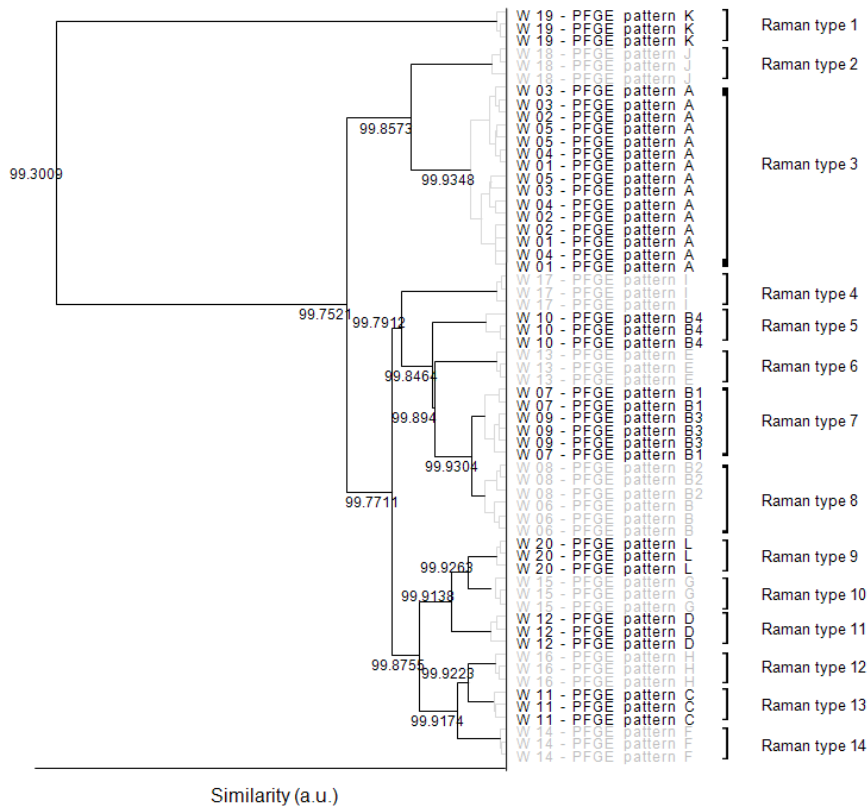 W 19 - PFGE pattern K
W 19 - PFGE pattern K
W 19 - PFGE pattern K
Raman type 1
W 18 - PFGE pattern J
W 18 - PFGE pattern J
W 18 - PFGE pattern J
Raman type 2
W 03 - PFGE pattern A
W 03 - PFGE pattern A
W 02 - PFGE pattern A
W 05 - PFGE pattern A
W 05 - PFGE pattern A
W 04 - PFGE pattern A
W 01 - PFGE pattern A
W 05 - PFGE pattern A
W 03 - PFGE pattern A
W 04 - PFGE pattern A
W 02 - PFGE pattern A
W 02 - PFGE pattern A
W 01 - PFGE pattern A
W 04 - PFGE pattern A
W 01 - PFGE pattern A
Raman type 3
W 17 - PFGE pattern I
W 17 - PFGE pattern I
W 17 - PFGE pattern I
Raman type 4
W 10 - PFGE pattern B4
W 10 - PFGE pattern B4
W 10 - PFGE pattern B4
Raman type 5
W 13 - PFGE pattern E
W 13 - PFGE pattern E
W 13 - PFGE pattern E
Raman type 6
W 07 - PFGE pattern B1
W 07 - PFGE pattern B1
W 09 - PFGE pattern B3
W 09 - PFGE pattern B3
W 09 - PFGE pattern B3
W 07 - PFGE pattern B1
Raman type 7
W 08 - PFGE pattern B2
W 08 - PFGE pattern B2
W 08 - PFGE pattern B2
W 06 - PFGE pattern B
W 06 - PFGE pattern B
W 06 - PFGE pattern B
Raman type 8
W 20 - PFGE pattern L
W 20 - PFGE pattern L
W 20 - PFGE pattern L
Raman type 9
W 15 - PFGE pattern G
W 15 - PFGE pattern G
W 15 - PFGE pattern G
Raman type 10
W 12 - PFGE pattern D
W 12 - PFGE pattern D
W 12 - PFGE pattern D
Raman type 11
W 16 - PFGE pattern H
W 16 - PFGE pattern H
W 16 - PFGE pattern H
Raman type 12
W 11 - PFGE pattern C
W 11 - PFGE pattern C
W 11 - PFGE pattern C
Raman type 13
W 14 - PFGE pattern F
W 14 - PFGE pattern F
W 14 - PFGE pattern F
Raman type 14
99.8573
99.9348
99.3009
99.7521
99.7912
99.8464
99.894
99.9304
99.7711
99.9263
99.9138
99.8755
99.9223
99.9174
Similarity (a.u.)